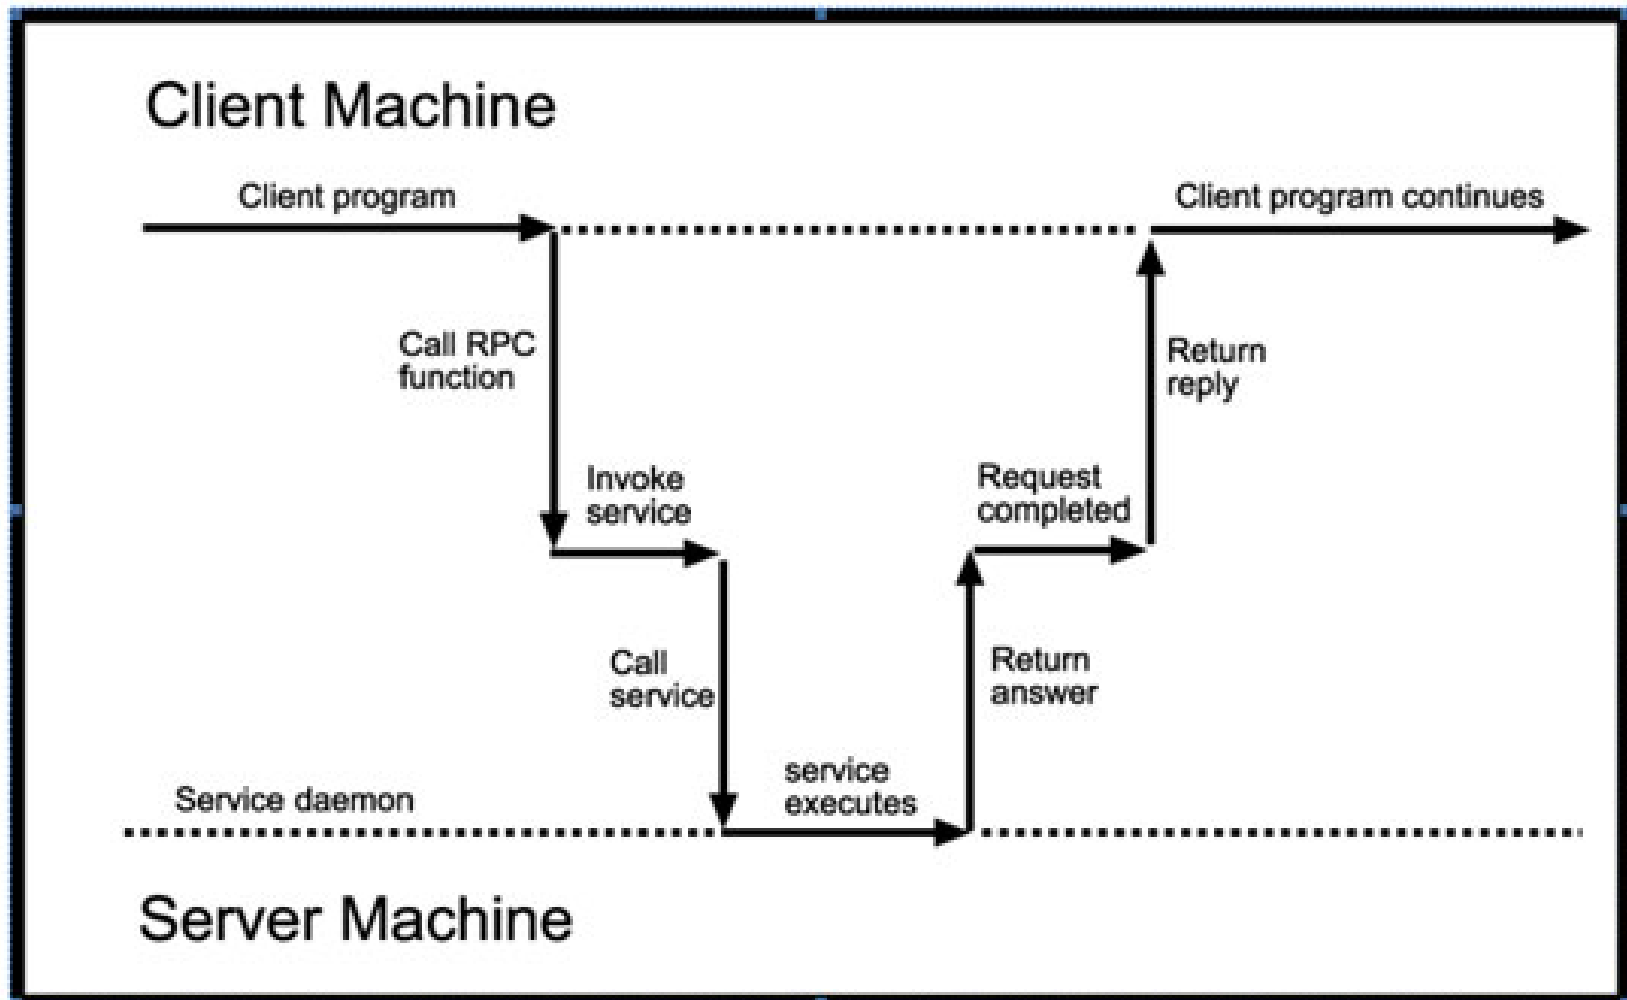 Client Machine
Client program
Client program continues
Call RPC
function
Return
reply
Invoke
service
Request
completed
Call
service
Return
answer
service
executes
Service daemon
Server Machine